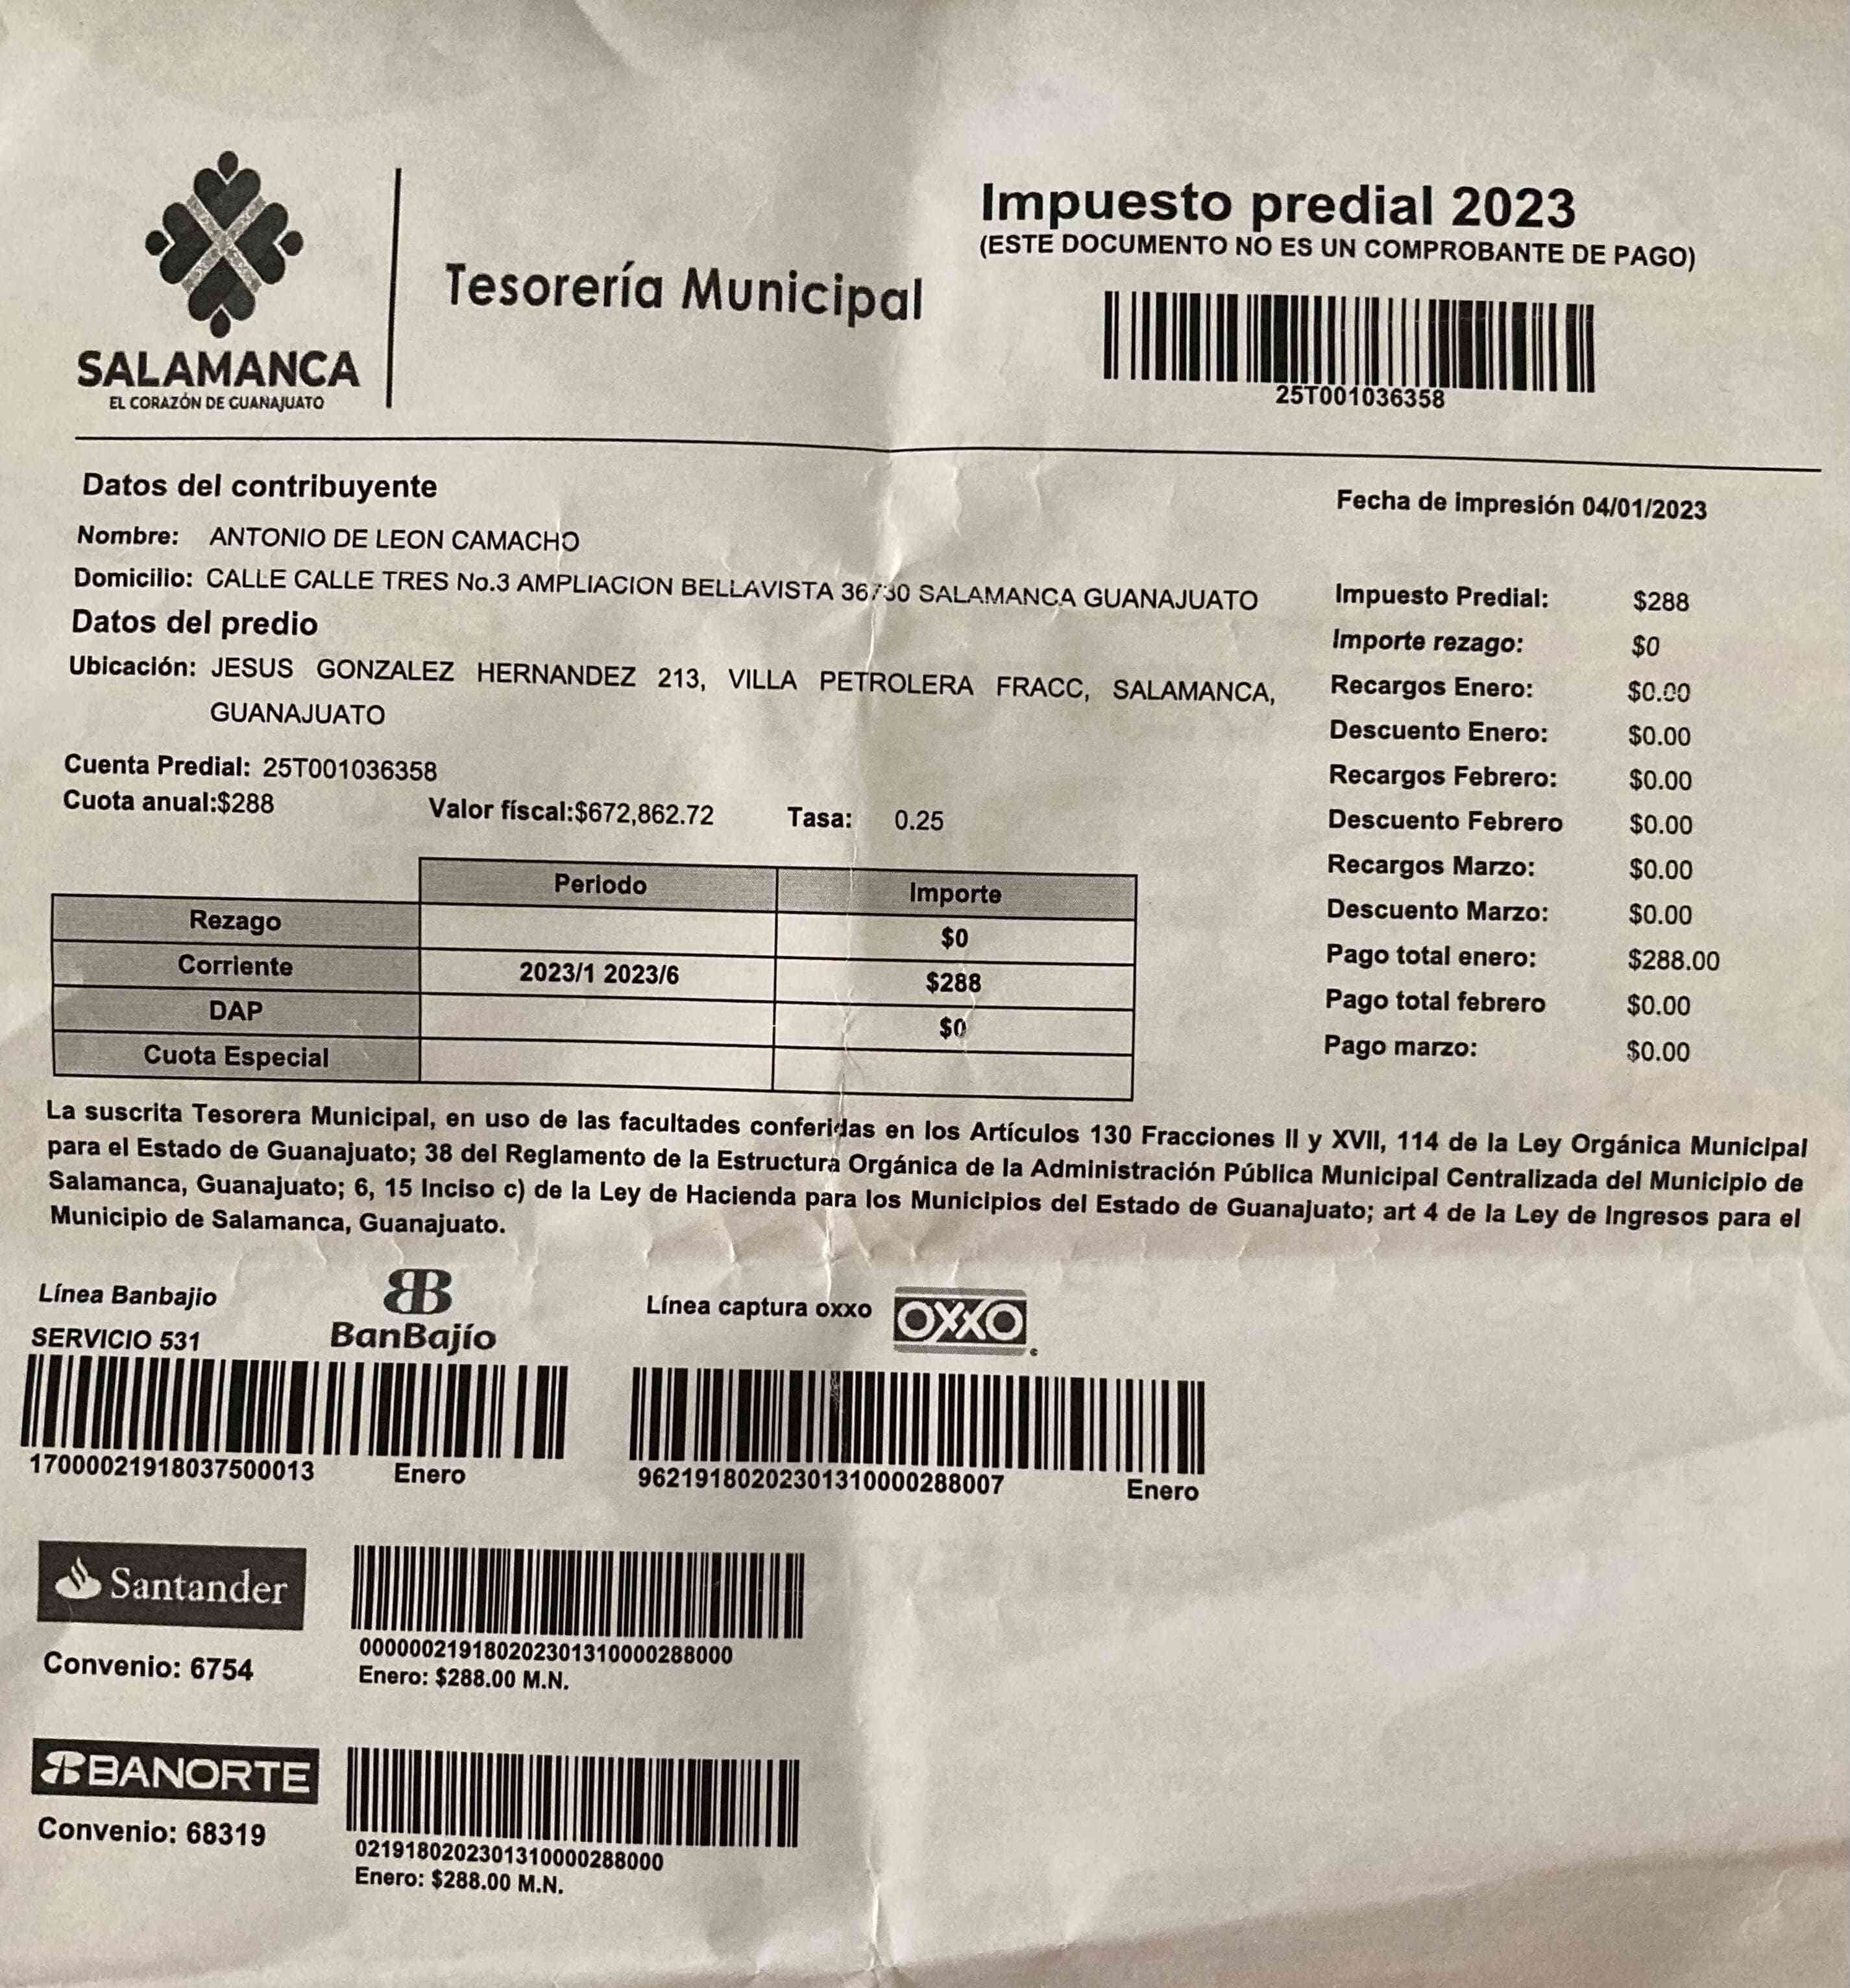 Impuesto predial 2023
(ESTE DOCUMENTO NO ES UN COMPROBANTE DE PAGO)
Tesorería Municipal
25T001036358
SALAMANCA
EL CORAZÓN DE GUANAJUATO
Datos del contribuyente
Fecha de impresión 04/01/2023
Nombre: ANTONIO DE LEON CAMACHO
Domicilio: CALLE CALLE TRES No.3 AMPLIACION BELLAVISTA 36730 SALAMANCA GUANAJUATO
Datos del predio
Ubicación: JESUS GONZALEZ HERNANDEZ 213, VILLA PETROLERA FRACC, SALAMANCA,
GUANAJUATO
Cuenta Predial: 25T001036358
Cuota anual:$288 Valor físcal:$672,862.72 Tasa: 0.25
Impuesto Predial: $288
Importe rezago: $0
Recargos Enero: $0.00
Descuento Enero: $0.00
Recargos Febrero: $0.00
Descuento Febrero $0.00
Recargos Marzo: $0.00
Descuento Marzo: $0.00
Pago total enero: $288.00
Pago total febrero $0.00
Pago marzo: $0.00
Periodo Importe
Rezago $0
Corriente 2023/1 2023/6 $288
DAP $0
Cuota Especial
La suscrita Tesorera Municipal, en uso de las facultades conferidas en los Artículos 130 Fracciones II y XVII, 114 de la Ley Orgánica Municipal
para el Estado de Guanajuato; 38 del Reglamento de la Estructura Orgánica de la Administración Pública Municipal Centralizada del Municipio de
Salamanca, Guanajuato; 6, 15 Inciso c) de la Ley de Hacienda para los Municipios del Estado de Guanajuato; art 4 de la Ley de Ingresos para el
Municipio de Salamanca, Guanajuato.
Línea Banbajio
SERVICIO 531
BanBajío
17000021918037500013 Enero
Línea captura oxxo OXXO
96219180202301310000288007 Enero
Santander
Convenio: 6754
00000021918020230131000​0288000
Enero: $288.00 M.N.
BANORTE
Convenio: 68319
0219180202301310000288000
Enero: $288.00 M.N.